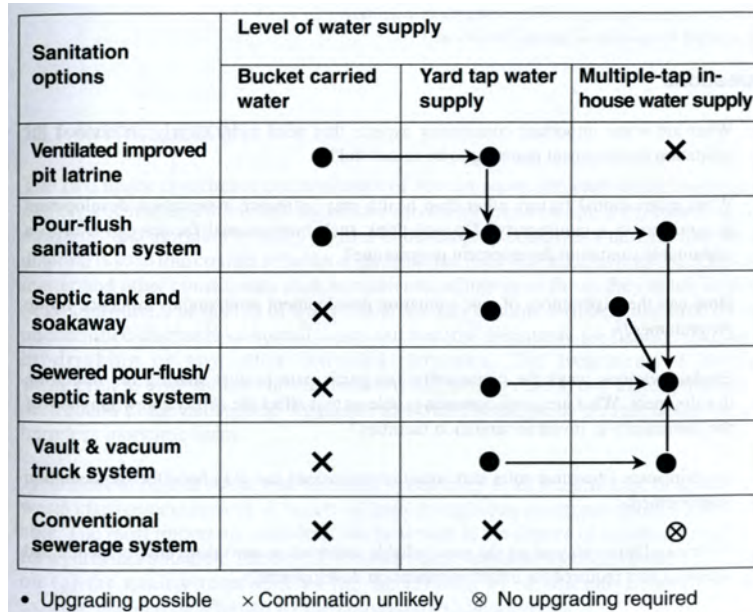 Sanitation options
Level of water supply
Bucket carried water
Yard tap water supply
Multiple-tap in-house water supply
Ventilated improved pit latrine
Pour-flush sanitation system
Septic tank and soakaway
Sewered pour-flush/ septic tank system
Vault & vacuum truck system
Conventional sewerage system
• Upgrading possible × Combination unlikely ⊗ No upgrading required